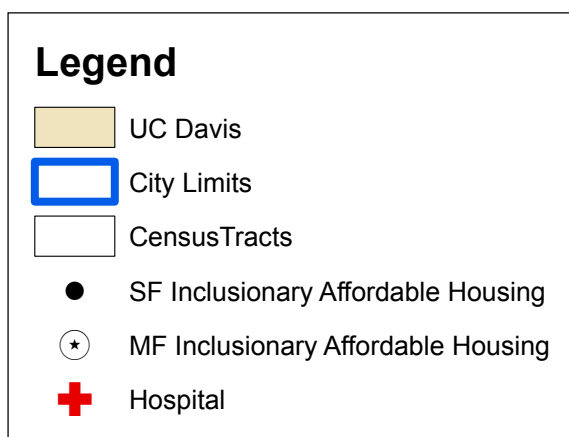 Legend
UC Davis
City Limits
CensusTracts
SF Inclusionary Affordable Housing
MF Inclusionary Affordable Housing
Hospital